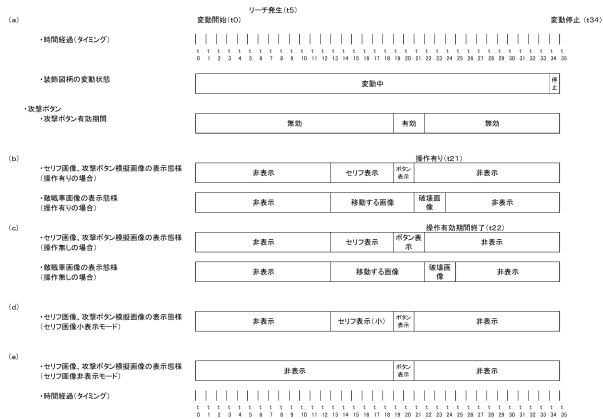 リーチ発生(t5)
(a) 変動開始(t0) 変動停止(t34)
・時間経過(タイミング)
t t t t t t t t t t t t t t t t t t t t t t t t t t t t t t t t t t t t
0 1 2 3 4 5 6 7 8 9 10 11 12 13 14 15 16 17 18 19 20 21 22 23 24 25 26 27 28 29 30 31 32 33 34 35
・装飾図柄の変動状態 変動中 停止
・攻撃ボタン
・攻撃ボタン有効期間 無効 有効 無効
(b) 操作有り(t21)
・セリフ画像、攻撃ボタン模擬画像の表示態様 非表示 セリフ表示 ボタン表示 非表示
(操作有りの場合)
・敵戦車画像の表示態様 非表示 移動する画像 破壊画像 非表示
(操作有りの場合)
(c) 操作有効期間終了(t22)
・セリフ画像、攻撃ボタン模擬画像の表示態様 非表示 セリフ表示 ボタン表示 非表示
(操作無しの場合)
・敵戦車画像の表示態様 非表示 移動する画像 破壊画像 非表示
(操作無しの場合)
(d)
・セリフ画像、攻撃ボタン模擬画像の表示態様 非表示 セリフ表示(小) ボタン表示 非表示
(セリフ画像小表示モード)
(e)
・セリフ画像、攻撃ボタン模擬画像の表示態様 非表示 ボタン表示 非表示
(セリフ画像非表示モード)
・時間経過(タイミング)
t t t t t t t t t t t t t t t t t t t t t t t t t t t t t t t t t t t t
0 1 2 3 4 5 6 7 8 9 10 11 12 13 14 15 16 17 18 19 20 21 22 23 24 25 26 27 28 29 30 31 32 33 34 35